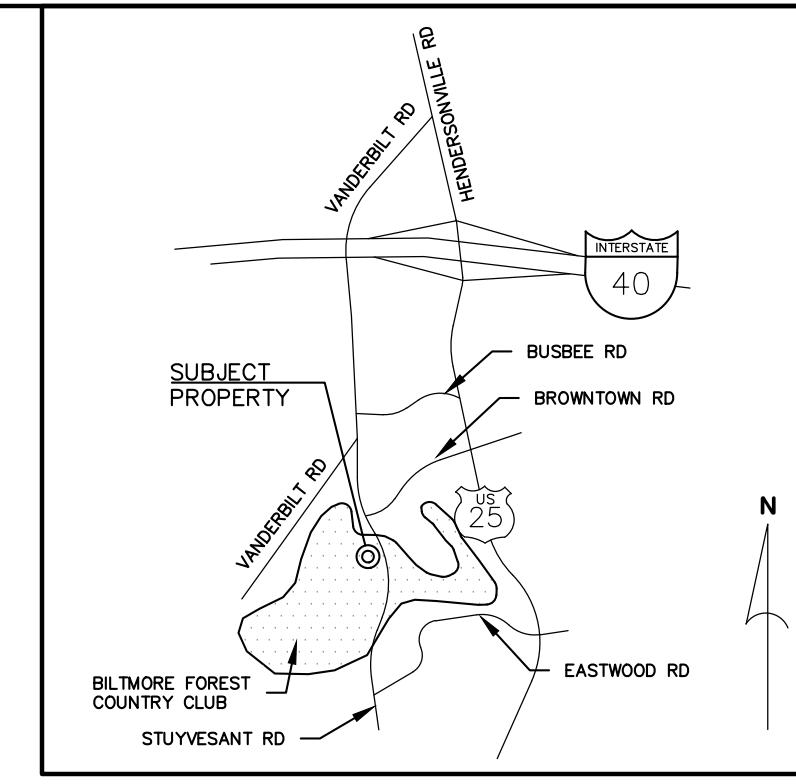 HENDERSONVILLE RD
VANDERBILT RD
INTERSTATE
40
BUSBEE RD
SUBJECT
PROPERTY
BROWNTOWN RD
VANDERBILT RD
US
25
N
EASTWOOD RD
BILTMORE FOREST
COUNTRY CLUB
STUYVESANT RD